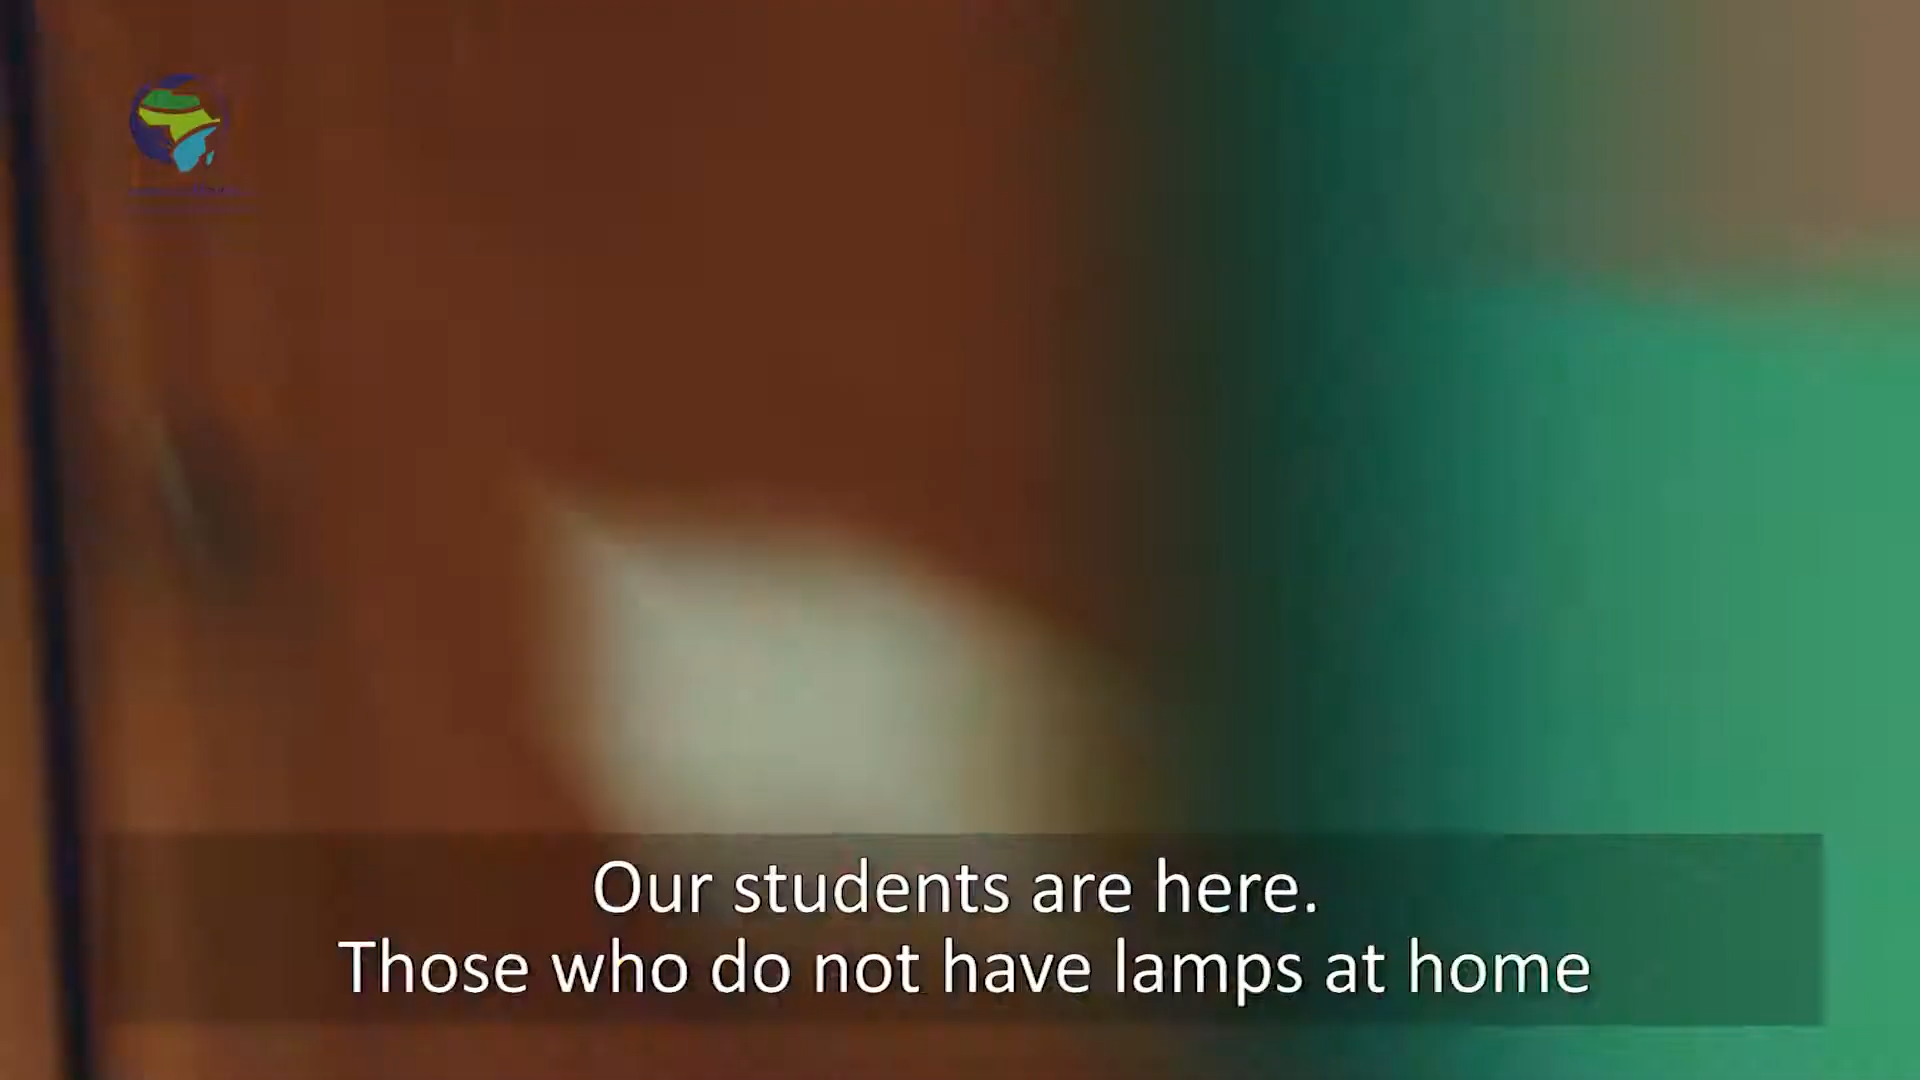 Our students are here.
Those who do not have lamps at home